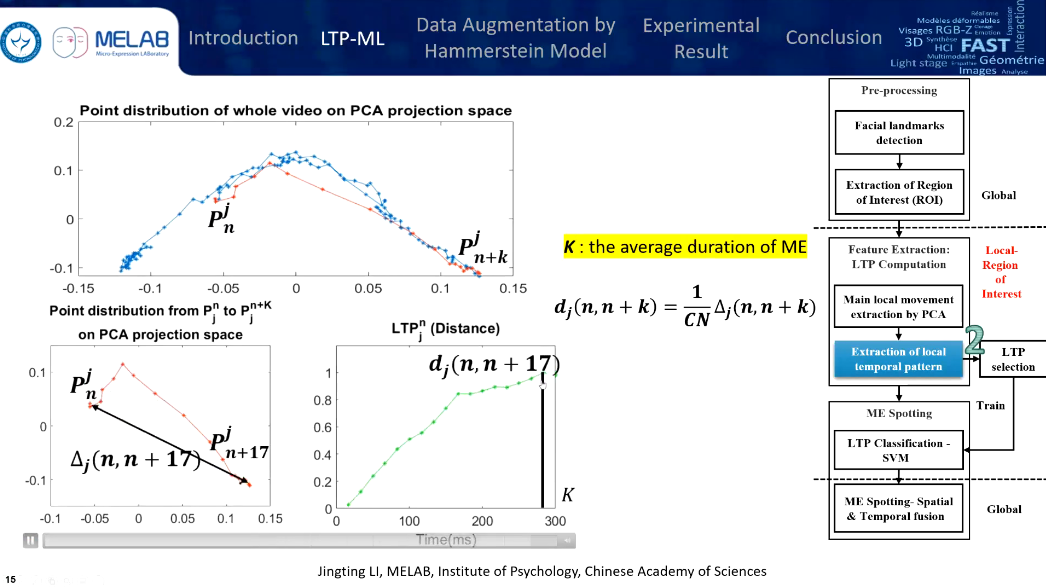 MELAB
Micro-Expression LABoratory
Introduction
LTP-ML
Data Augmentation by
Hammerstein Model
Experimental
Result
Conclusion
Réalisme
Modèles déformables
Visages RGB-Z
Emotion
3D
Synthèse
HCI
FAST
Multimodalité
Géométrie
Light stage
Empathie
Images
Analyse
Expression
Interaction
Point distribution of whole video on PCA projection space
0.2
0.1
0
-0.1
-0.15
-0.1
-0.05
0
0.05
0.1
0.15
P_n^j
P_{n+k}^j
Point distribution from P_j^n to P_j^{n+K}
on PCA projection space
0.1
0
-0.1
-0.1
-0.05
0
0.05
0.1
0.15
P_n^j
P_{n+17}^j
Δ_j(n, n + 17)
LTP_j^n (Distance)
d_j(n, n + 17)
1
0.8
0.6
0.4
0.2
0
0
100
200
300
K
Time(ms)
K : the average duration of ME
d_j(n, n + k) = \frac{1}{CN} Δ_j(n, n + k)
Pre-processing
Facial landmarks
detection
Extraction of Region
of Interest (ROI)
Global
Feature Extraction:
LTP Computation
Local-
Region
of
Interest
Main local movement
extraction by PCA
Extraction of local
temporal pattern
2
LTP
selection
Train
ME Spotting
LTP Classification -
SVM
ME Spotting- Spatial
& Temporal fusion
Global
15
Jingting LI, MELAB, Institute of Psychology, Chinese Academy of Sciences